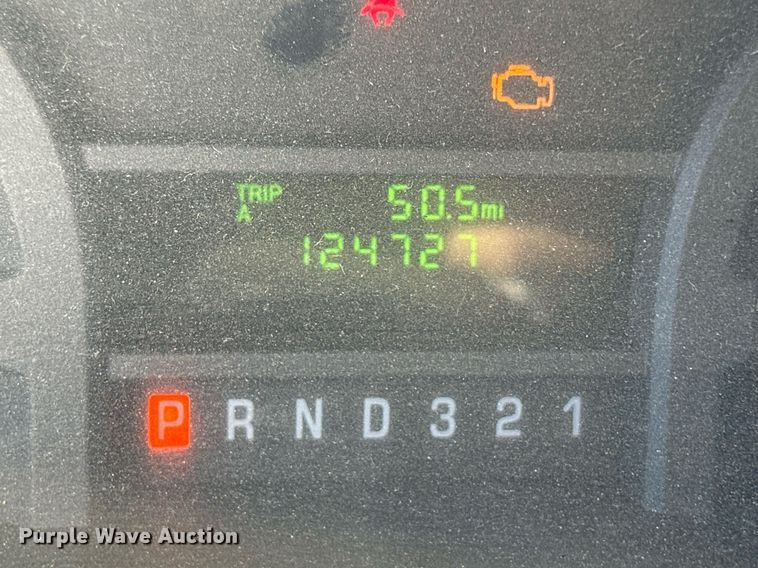 TRIP 50.5mi
A
124727
P R N D 3 2 1
Purple Wave Auction